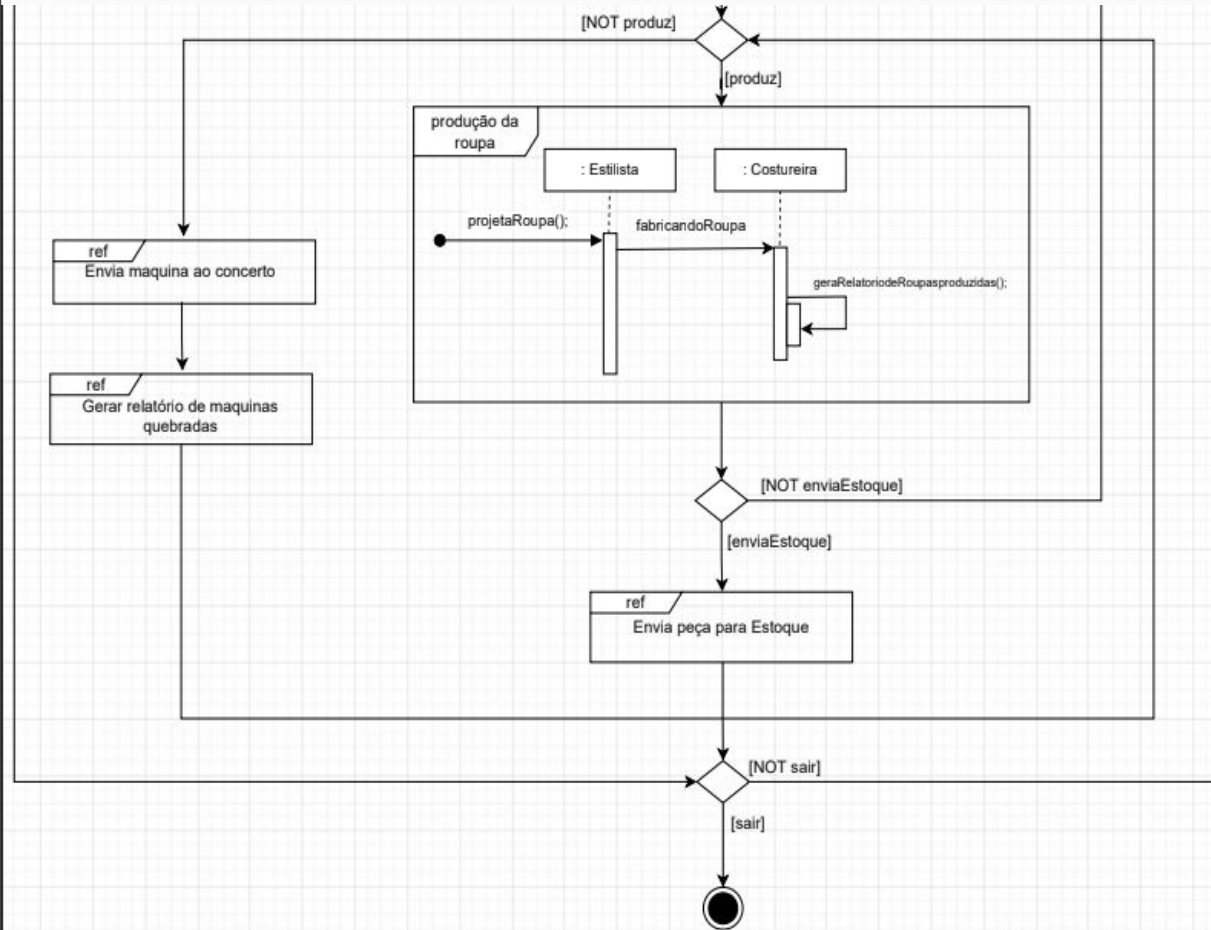 [NOT produz]
[produz]
produção da
roupa
: Estilista
: Costureira
projetaRoupa();
fabricandoRoupa
geraRelatoriodeRoupasproduzidas();
ref
Envia maquina ao concerto
ref
Gerar relatório de maquinas
quebradas
[NOT enviaEstoque]
[enviaEstoque]
ref
Envia peça para Estoque
[NOT sair]
[sair]